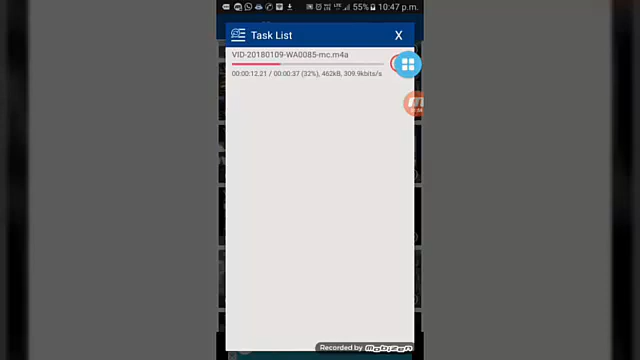 55% 10:47 p.m.
Task List X
VID-20180109-WA0085-mc.m4a
00:00:12.21 / 00:00:37 (32%), 462kB, 309.9kbits/s
Recorded by mobizen